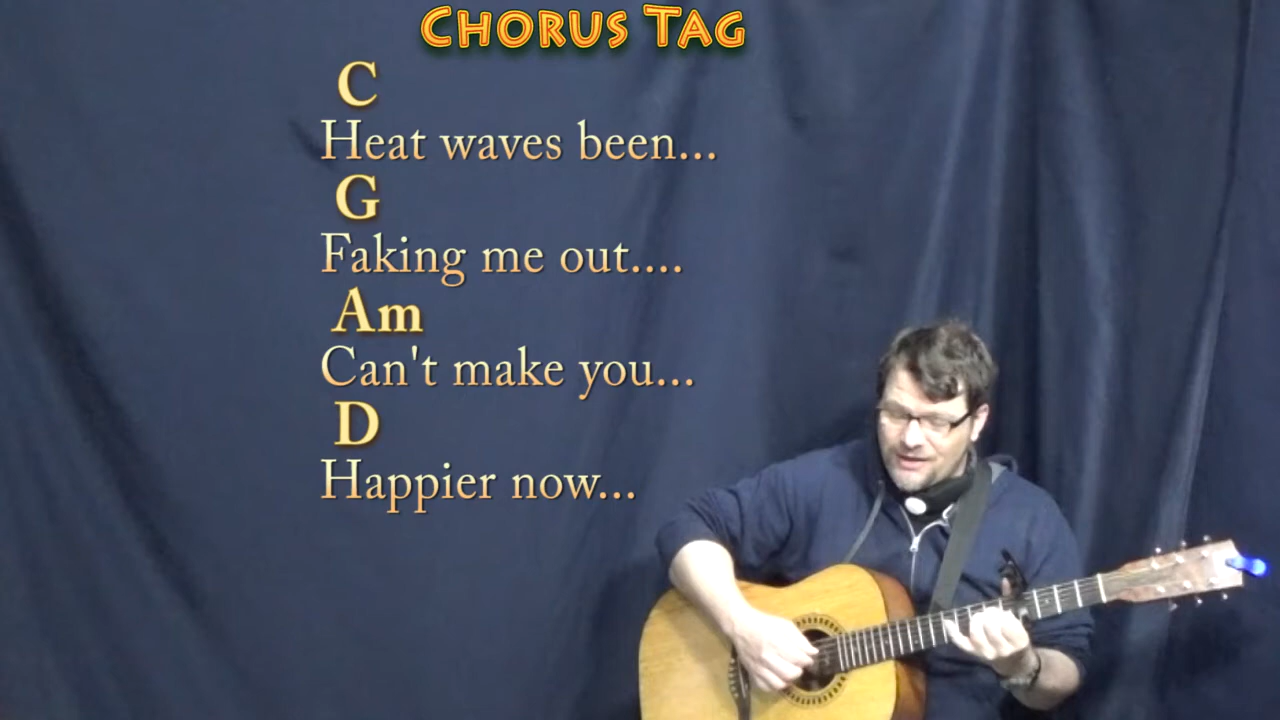 Chorus Tag
C
Heat waves been...
G
Faking me out....
Am
Can't make you...
D
Happier now...